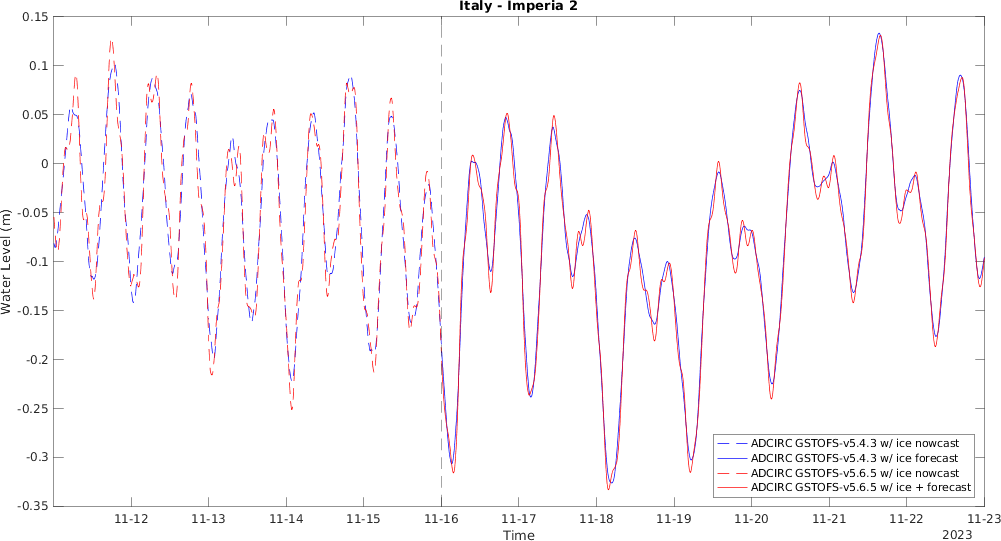 Italy - Imperia 2
0.15
0.1
0.05
0
-0.05
-0.1
-0.15
-0.2
-0.25
-0.3
-0.35
Water Level (m)
ADCIRC GSTOFS-v5.4.3 w/ ice nowcast
ADCIRC GSTOFS-v5.4.3 w/ ice forecast
ADCIRC GSTOFS-v5.6.5 w/ ice nowcast
ADCIRC GSTOFS-v5.6.5 w/ ice + forecast
11-12 11-13 11-14 11-15 11-16 11-17 11-18 11-19 11-20 11-21 11-22 11-23
Time
2023